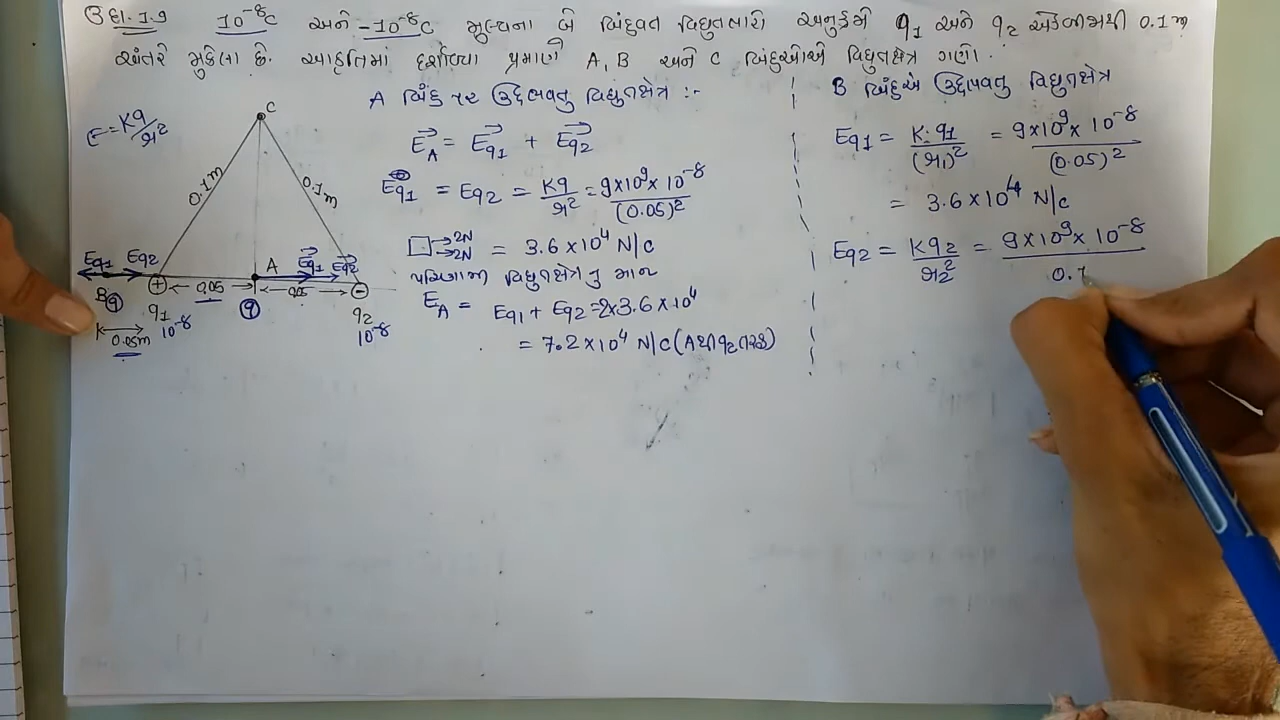 ઉદા. 1.9 10⁻⁸C અને -10⁻⁸C મૂલ્યના બે બિંદુવત વિદ્યુતભારો અનુક્રમે q₁ અને q₂ એકબીજાથી 0.1 m
અંતરે મુકેલા છે. આકૃતિમાં દર્શાવ્યા પ્રમાણે A, B અને C બિંદુઓએ વિદ્યુતક્ષેત્ર ગણો.
E = Kq/r²
C
0.1 m
0.1 m
Eq₁ Eq₂
A
Eq₁ Eq₂
B
q
+
0.05
0.05
−
0.05m
q₁
10⁻⁸
q
q₂
10⁻⁸
A બિંદુ પર ઉદ્ભવતુ વિદ્યુતક્ષેત્ર :-
E⃗A = E⃗q₁ + E⃗q₂
Eq₁ = Eq₂ = Kq/r² = 9×10⁹×10⁻⁸/(0.05)²
→2N
→2N
= 3.6×10⁴ N/C
પરિણામી વિદ્યુતક્ષેત્રનુ માન
EA = Eq₁ + Eq₂ = 2×3.6×10⁴
= 7.2×10⁴ N/C (A થી q₂ તરફ)
B બિંદુએ ઉદ્ભવતુ વિદ્યુતક્ષેત્ર
Eq₁ = K·q₁/(r₁)² = 9×10⁹×10⁻⁸/(0.05)²
= 3.6×10⁴ N/C
Eq₂ = Kq₂/r₂² = 9×10⁹×10⁻⁸
0.